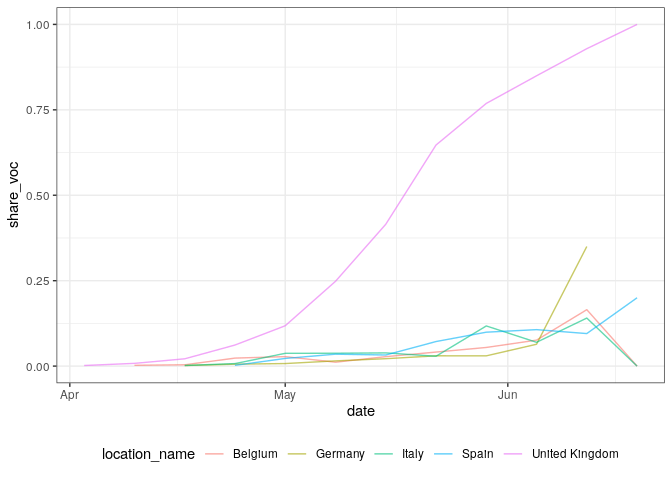 1.00
0.75
0.50
0.25
0.00
share_voc
Apr May Jun
date
location_name Belgium Germany Italy Spain United Kingdom